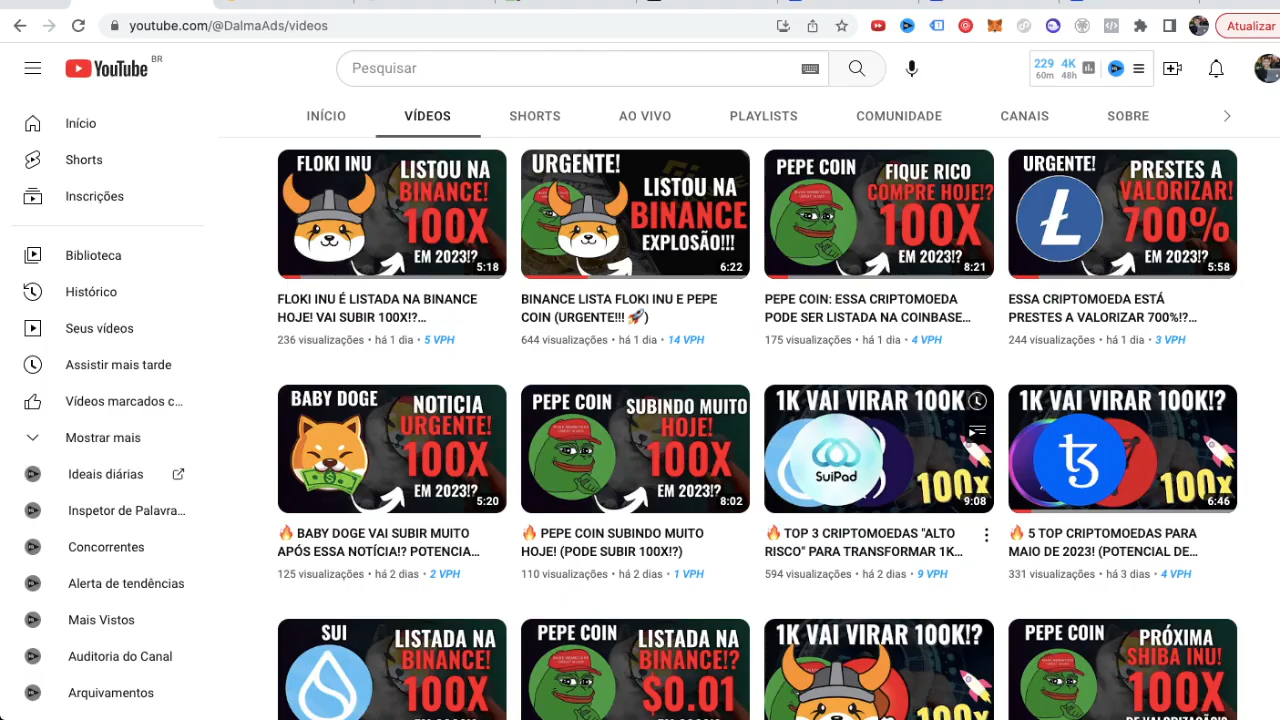 youtube.com/@DalmaAds/videos
Atualizar
YouTube BR
Pesquisar
229 4K
60m 48h
INÍCIO VÍDEOS SHORTS AO VIVO PLAYLISTS COMUNIDADE CANAIS SOBRE
Início
Shorts
Inscrições
Biblioteca
Histórico
Seus vídeos
Assistir mais tarde
Vídeos marcados c...
Mostrar mais
Ideais diárias
Inspetor de Palavra...
Concorrentes
Alerta de tendências
Mais Vistos
Auditoria do Canal
Arquivamentos
FLOKI INU
LISTOU NA
BINANCE!
100X
EM 2023!?
5:18
FLOKI INU É LISTADA NA BINANCE
HOJE! VAI SUBIR 100X!?...
236 visualizações • há 1 dia • 5 VPH
URGENTE!
LISTOU NA
BINANCE
EXPLOSÃO!!!
6:22
BINANCE LISTA FLOKI INU E PEPE
COIN (URGENTE!!! 🚀)
644 visualizações • há 1 dia • 14 VPH
PEPE COIN
FIQUE RICO
COMPRE HOJE!?
100X
EM 2023!?
8:21
PEPE COIN: ESSA CRIPTOMOEDA
PODE SER LISTADA NA COINBASE...
175 visualizações • há 1 dia • 4 VPH
URGENTE!
PRESTES A
VALORIZAR!
700%
EM 2023!?
5:58
ESSA CRIPTOMOEDA ESTÁ
PRESTES A VALORIZAR 700%!?...
244 visualizações • há 1 dia • 3 VPH
BABY DOGE
NOTICIA
URGENTE!
100X
EM 2023!?
5:20
🔥 BABY DOGE VAI SUBIR MUITO
APÓS ESSA NOTÍCIA!? POTENCIA...
125 visualizações • há 2 dias • 2 VPH
PEPE COIN
SUBINDO MUITO
HOJE!
100X
EM 2023!?
8:02
🔥 PEPE COIN SUBINDO MUITO
HOJE! (PODE SUBIR 100X!?)
110 visualizações • há 2 dias • 1 VPH
1K VAI VIRAR 100K
SuiPad
100x
9:08
🔥 TOP 3 CRIPTOMOEDAS "ALTO
RISCO" PARA TRANSFORMAR 1K...
594 visualizações • há 2 dias • 9 VPH
1K VAI VIRAR 100K!?
100x
6:46
🔥 5 TOP CRIPTOMOEDAS PARA
MAIO DE 2023! (POTENCIAL DE...
331 visualizações • há 3 dias • 4 VPH
SUI
LISTADA NA
BINANCE!
100X
PEPE COIN
LISTADA NA
BINANCE!?
$0.01
1K VAI VIRAR 100K!?
100x
PEPE COIN
PRÓXIMA
SHIBA INU!
100X